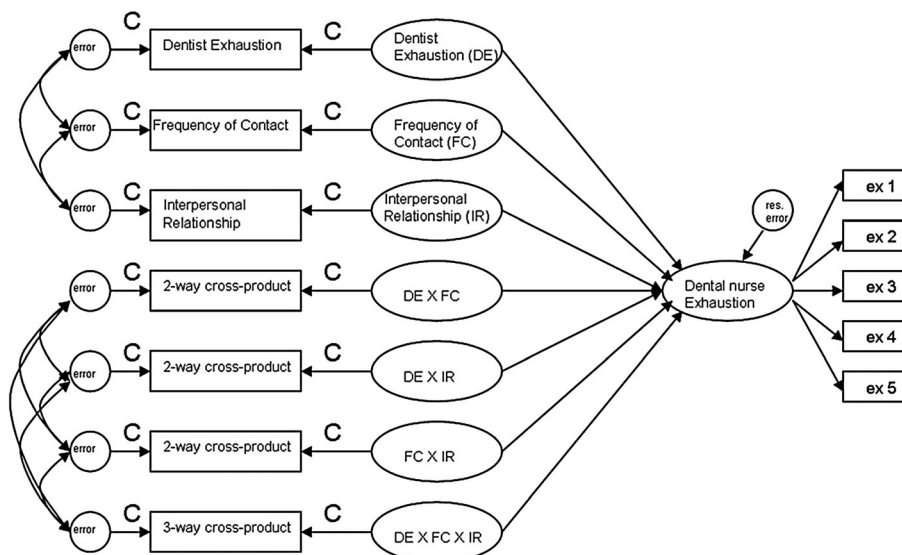 C
C
error
Dentist Exhaustion
Dentist
Exhaustion (DE)
C
C
error
Frequency of Contact
Frequency of
Contact (FC)
C
C
error
Interpersonal
Relationship
Interpersonal
Relationship (IR)
C
C
error
2-way cross-product
DE X FC
C
C
error
2-way cross-product
DE X IR
C
C
error
2-way cross-product
FC X IR
C
C
error
3-way cross-product
DE X FC X IR
res.
error
Dental nurse
Exhaustion
ex 1
ex 2
ex 3
ex 4
ex 5